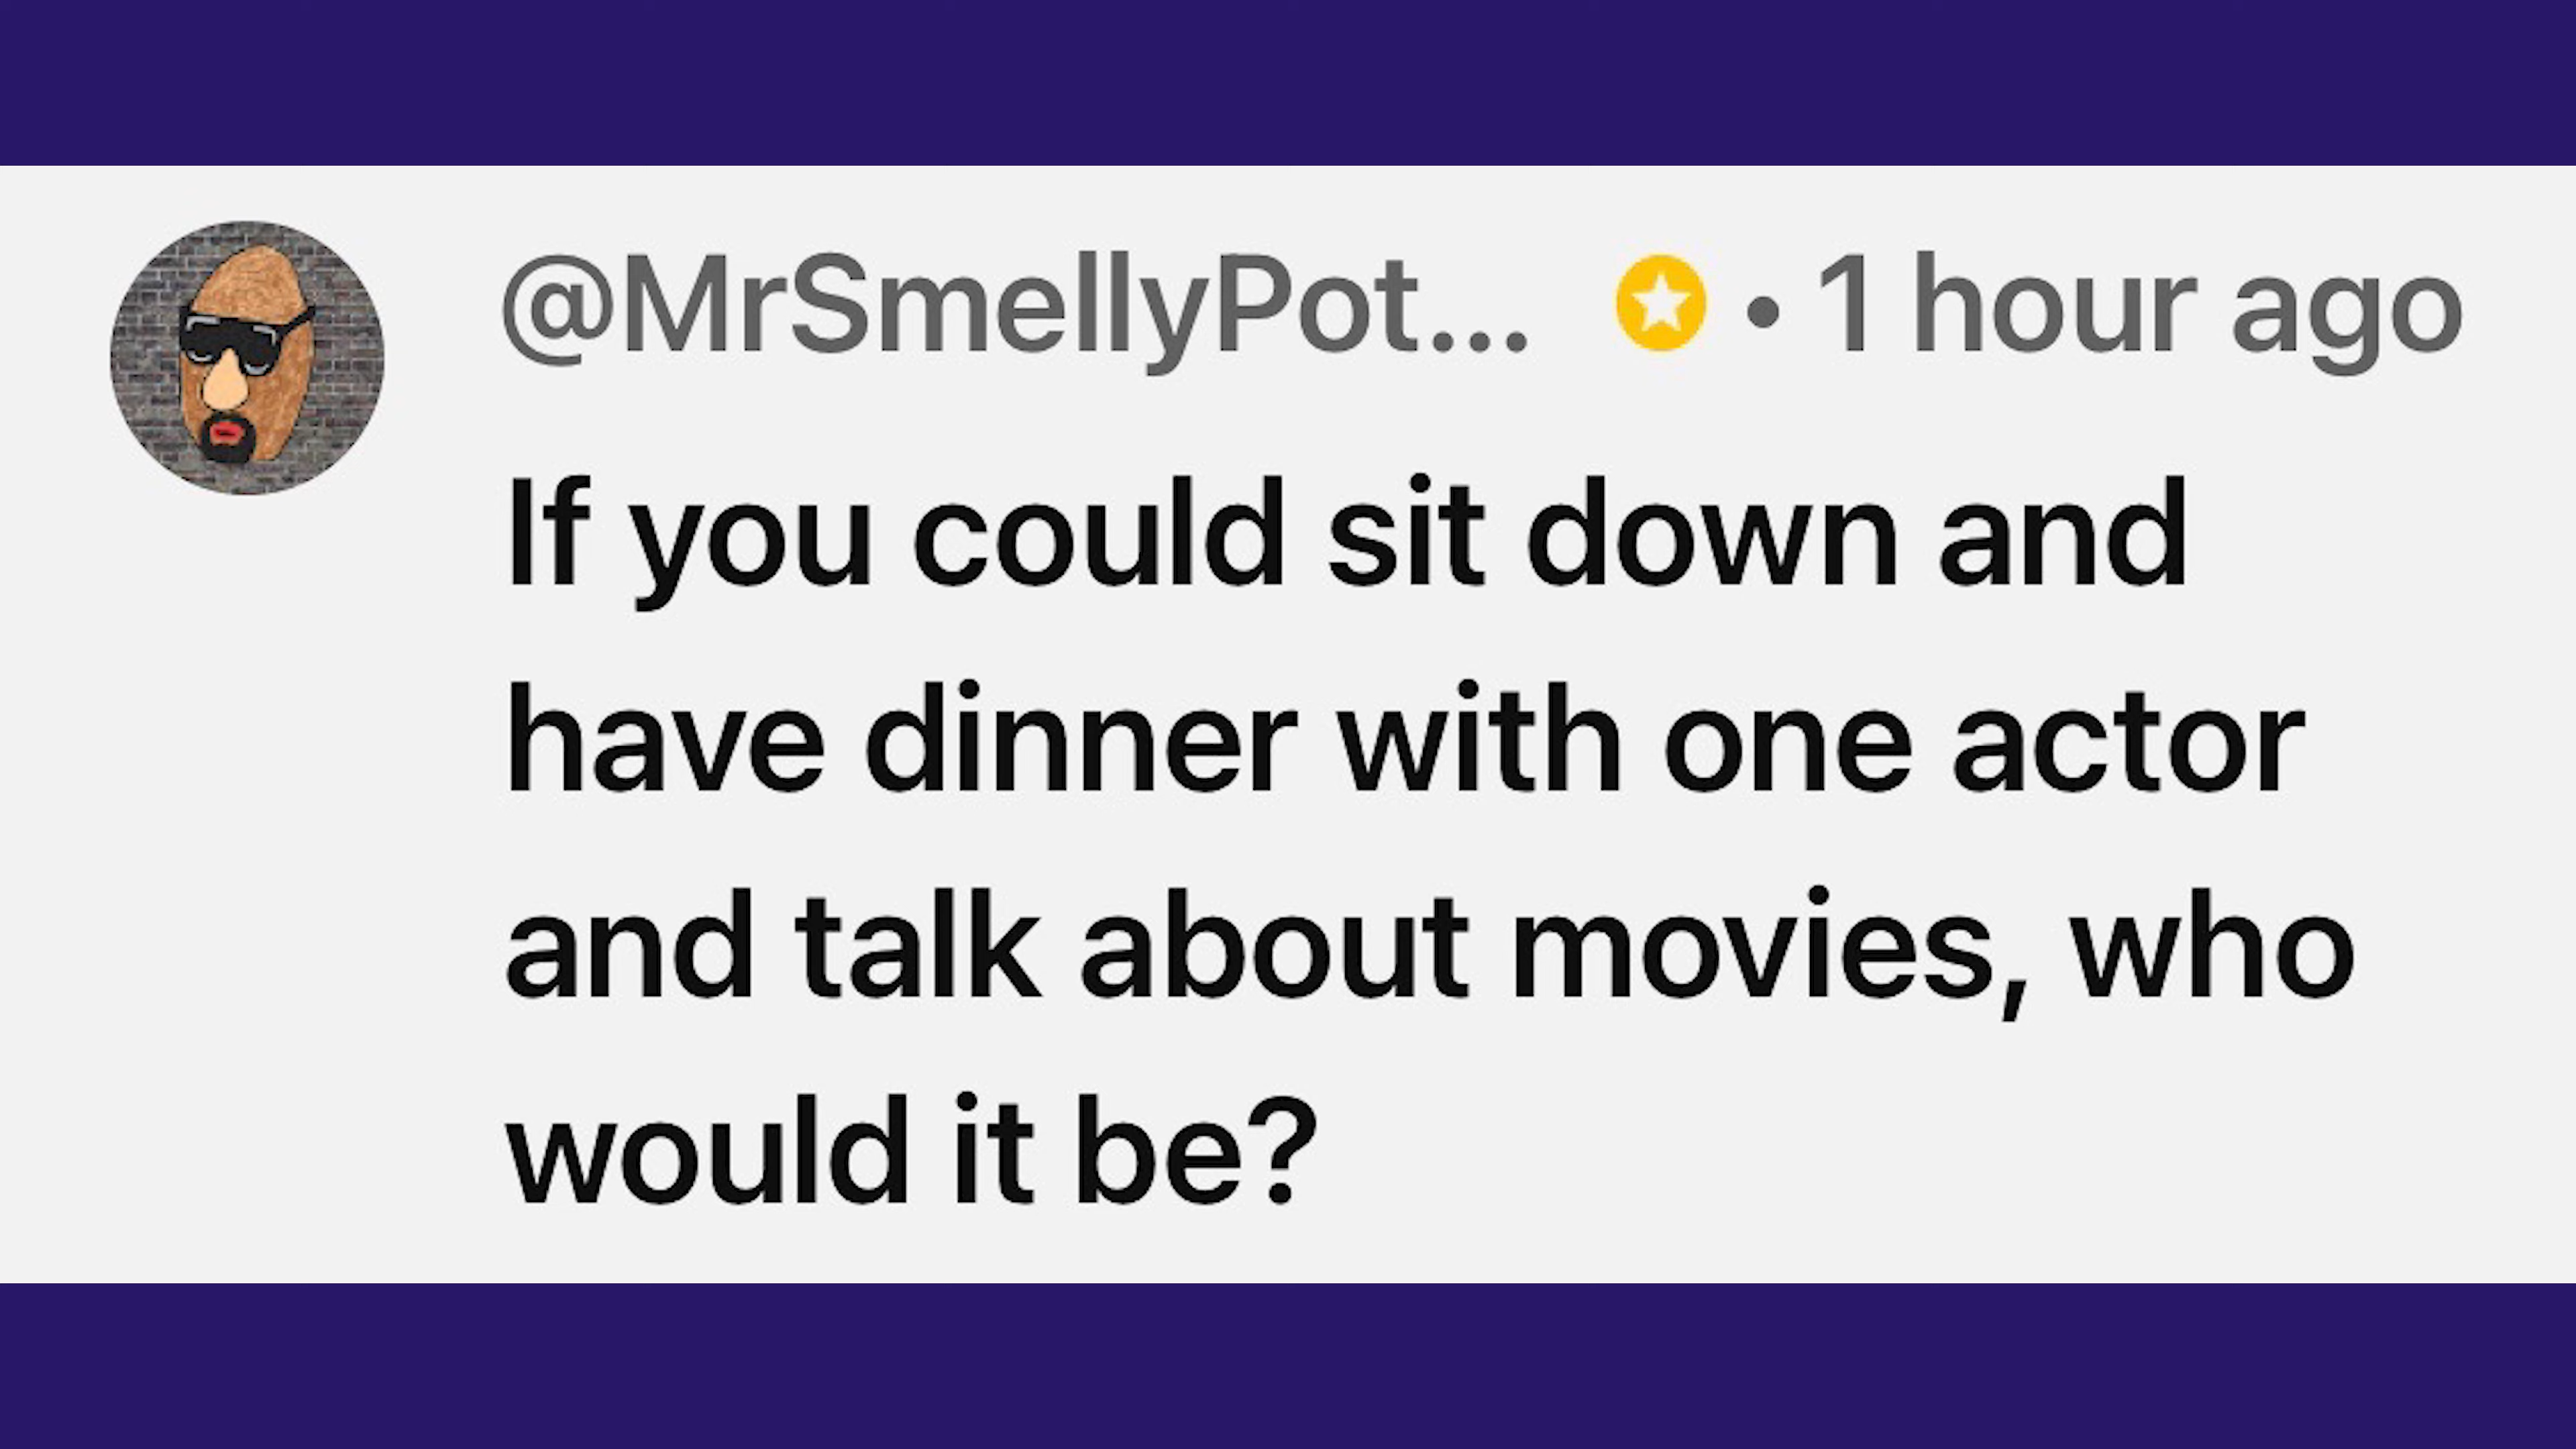 @MrSmellyPot... • 1 hour ago
If you could sit down and
have dinner with one actor
and talk about movies, who
would it be?